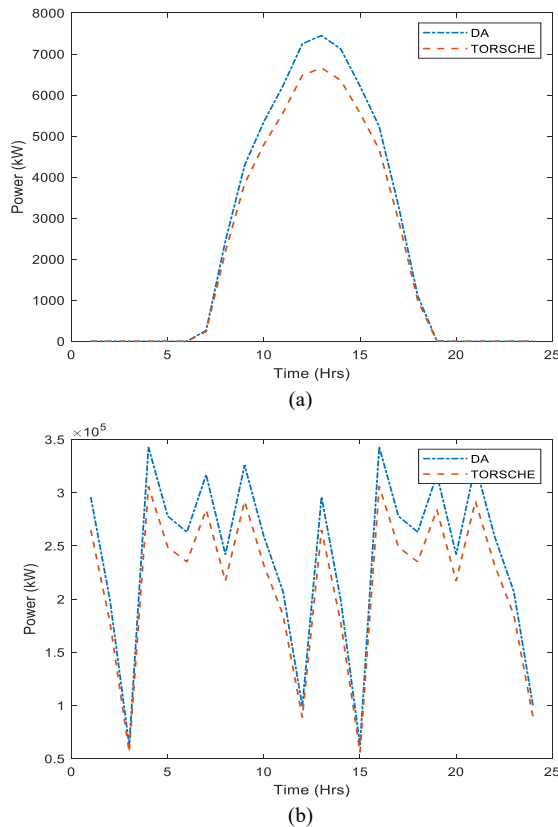 8000
7000
6000
5000
4000
3000
2000
1000
0
Power (kW)
DA
TORSCHE
0 5 10 15 20 25
Time (Hrs)
(a)
×10^5
3.5
3
2.5
2
1.5
1
0.5
Power (kW)
DA
TORSCHE
0 5 10 15 20 25
Time (Hrs)
(b)